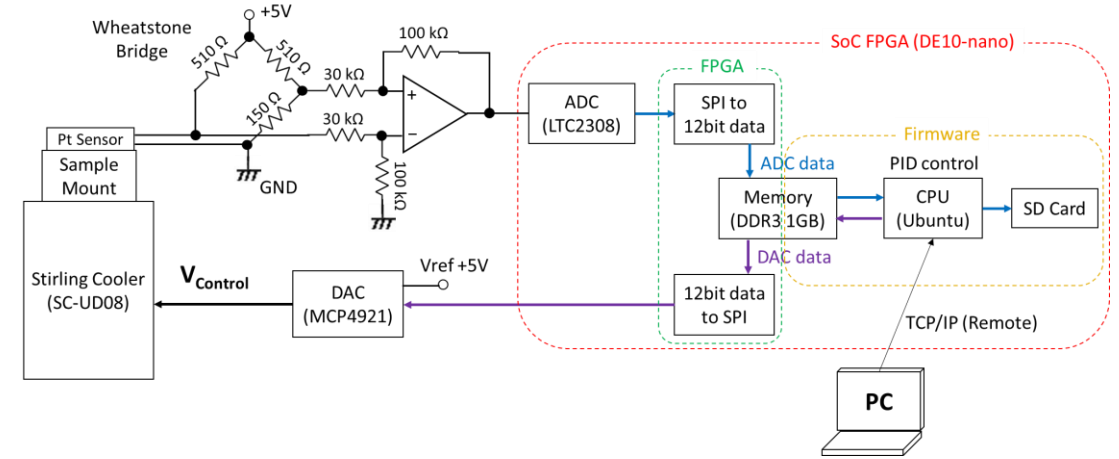 Wheatstone
Bridge
+5V
510 Ω
510 Ω
150 Ω
GND
30 kΩ
30 kΩ
100 kΩ
100 kΩ
+
−
Pt Sensor
Sample
Mount
Stirling Cooler
(SC-UD08)
VControl
DAC
(MCP4921)
Vref +5V
SoC FPGA (DE10-nano)
ADC
(LTC2308)
FPGA
SPI to
12bit data
ADC data
Memory
(DDR3 1GB)
DAC data
12bit data
to SPI
Firmware
PID control
CPU
(Ubuntu)
SD Card
TCP/IP (Remote)
PC